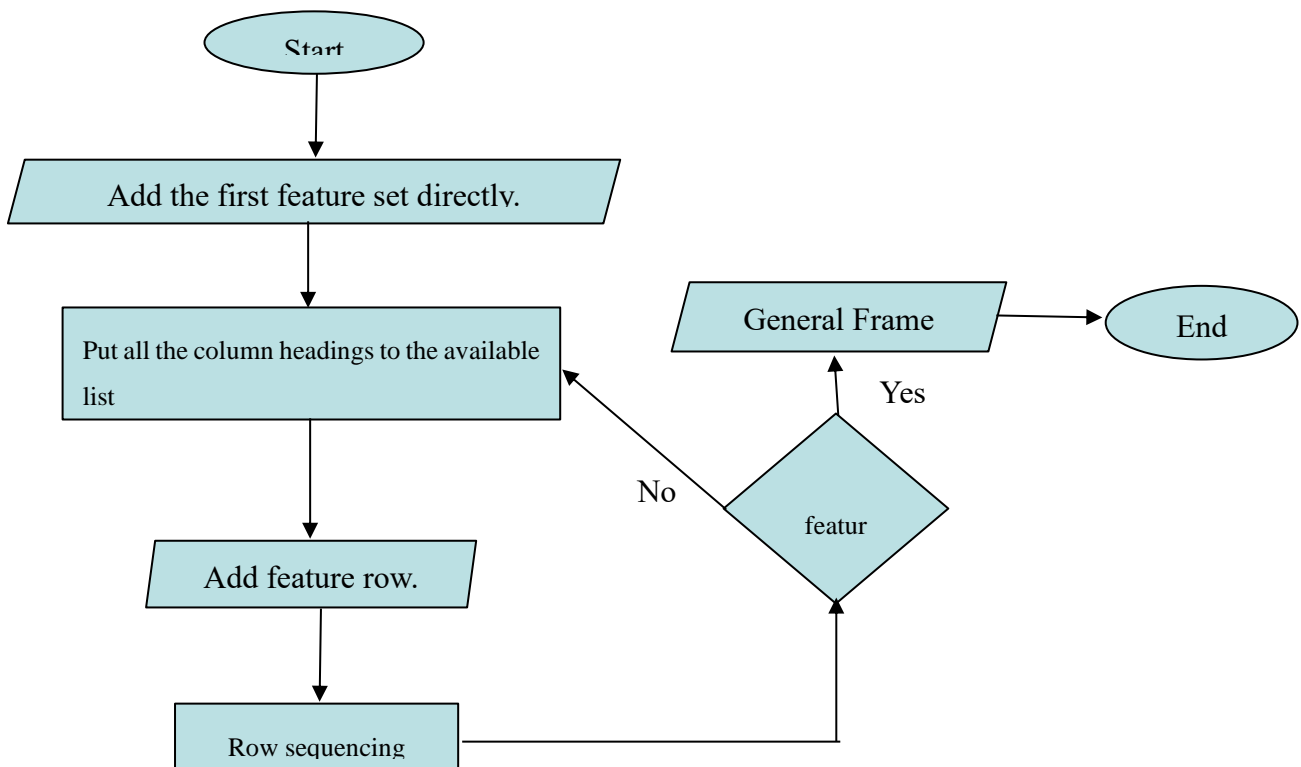 Start
Add the first feature set directly.
Put all the column headings to the available
list
General Frame
End
Yes
No
featur
Add feature row.
Row sequencing